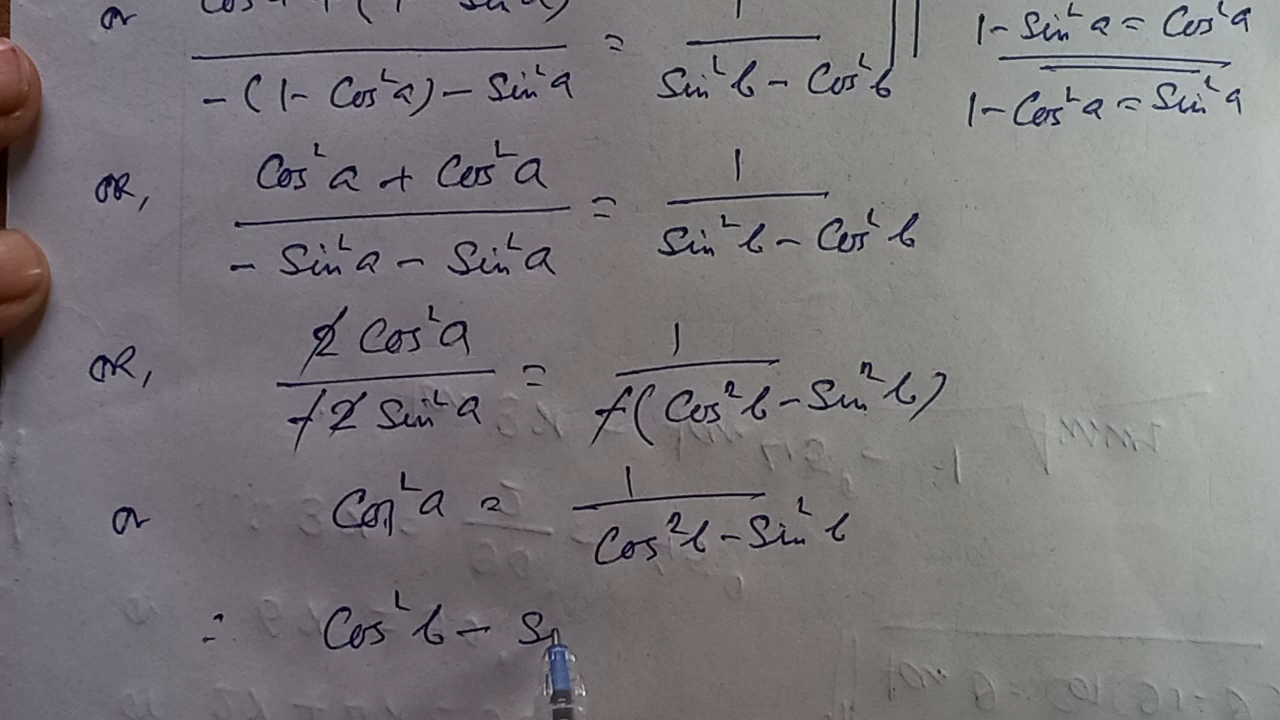 or
= 1
-(1- Cos²a) - Sin²a Sin²b - Cos²b
1- Sin²a = Cos²a
1- Cos²a = Sin²a
OR, Cos²a + Cos²a = 1
- Sin²a - Sin²a Sin²b - Cos²b
OR, 2 Cos²a = 1
-2 Sin²a -(Cos²b - Sin²b)
or Cot²a = 1
Cos²b - Sin²b
∴ Cos²b -